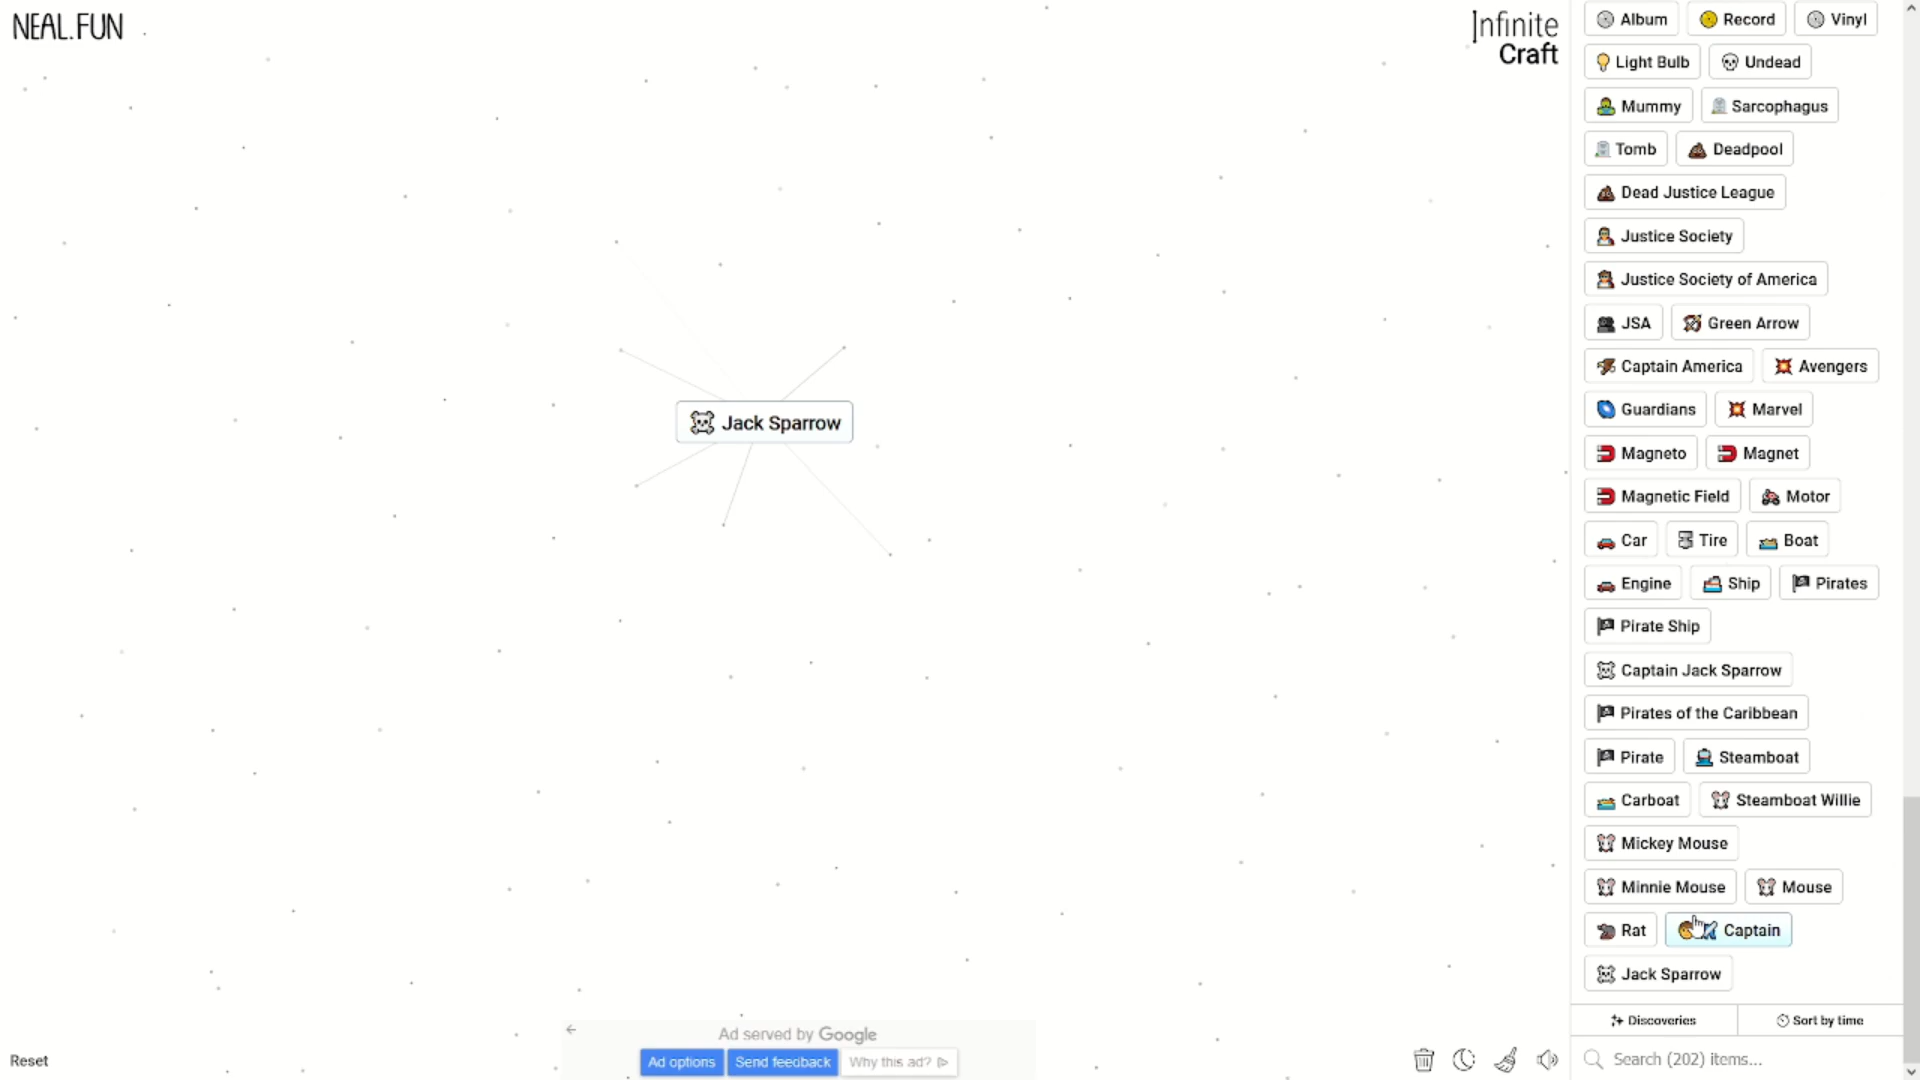 NEAL.FUN
Infinite
Craft
Jack Sparrow
Album Record Vinyl
Light Bulb Undead
Mummy Sarcophagus
Tomb Deadpool
Dead Justice League
Justice Society
Justice Society of America
JSA Green Arrow
Captain America Avengers
Guardians Marvel
Magneto Magnet
Magnetic Field Motor
Car Tire Boat
Engine Ship Pirates
Pirate Ship
Captain Jack Sparrow
Pirates of the Caribbean
Pirate Steamboat
Carboat Steamboat Willie
Mickey Mouse
Minnie Mouse Mouse
Rat Captain
Jack Sparrow
Discoveries Sort by time
Search (202) items...
Ad served by Google
Ad options Send feedback Why this ad?
Reset